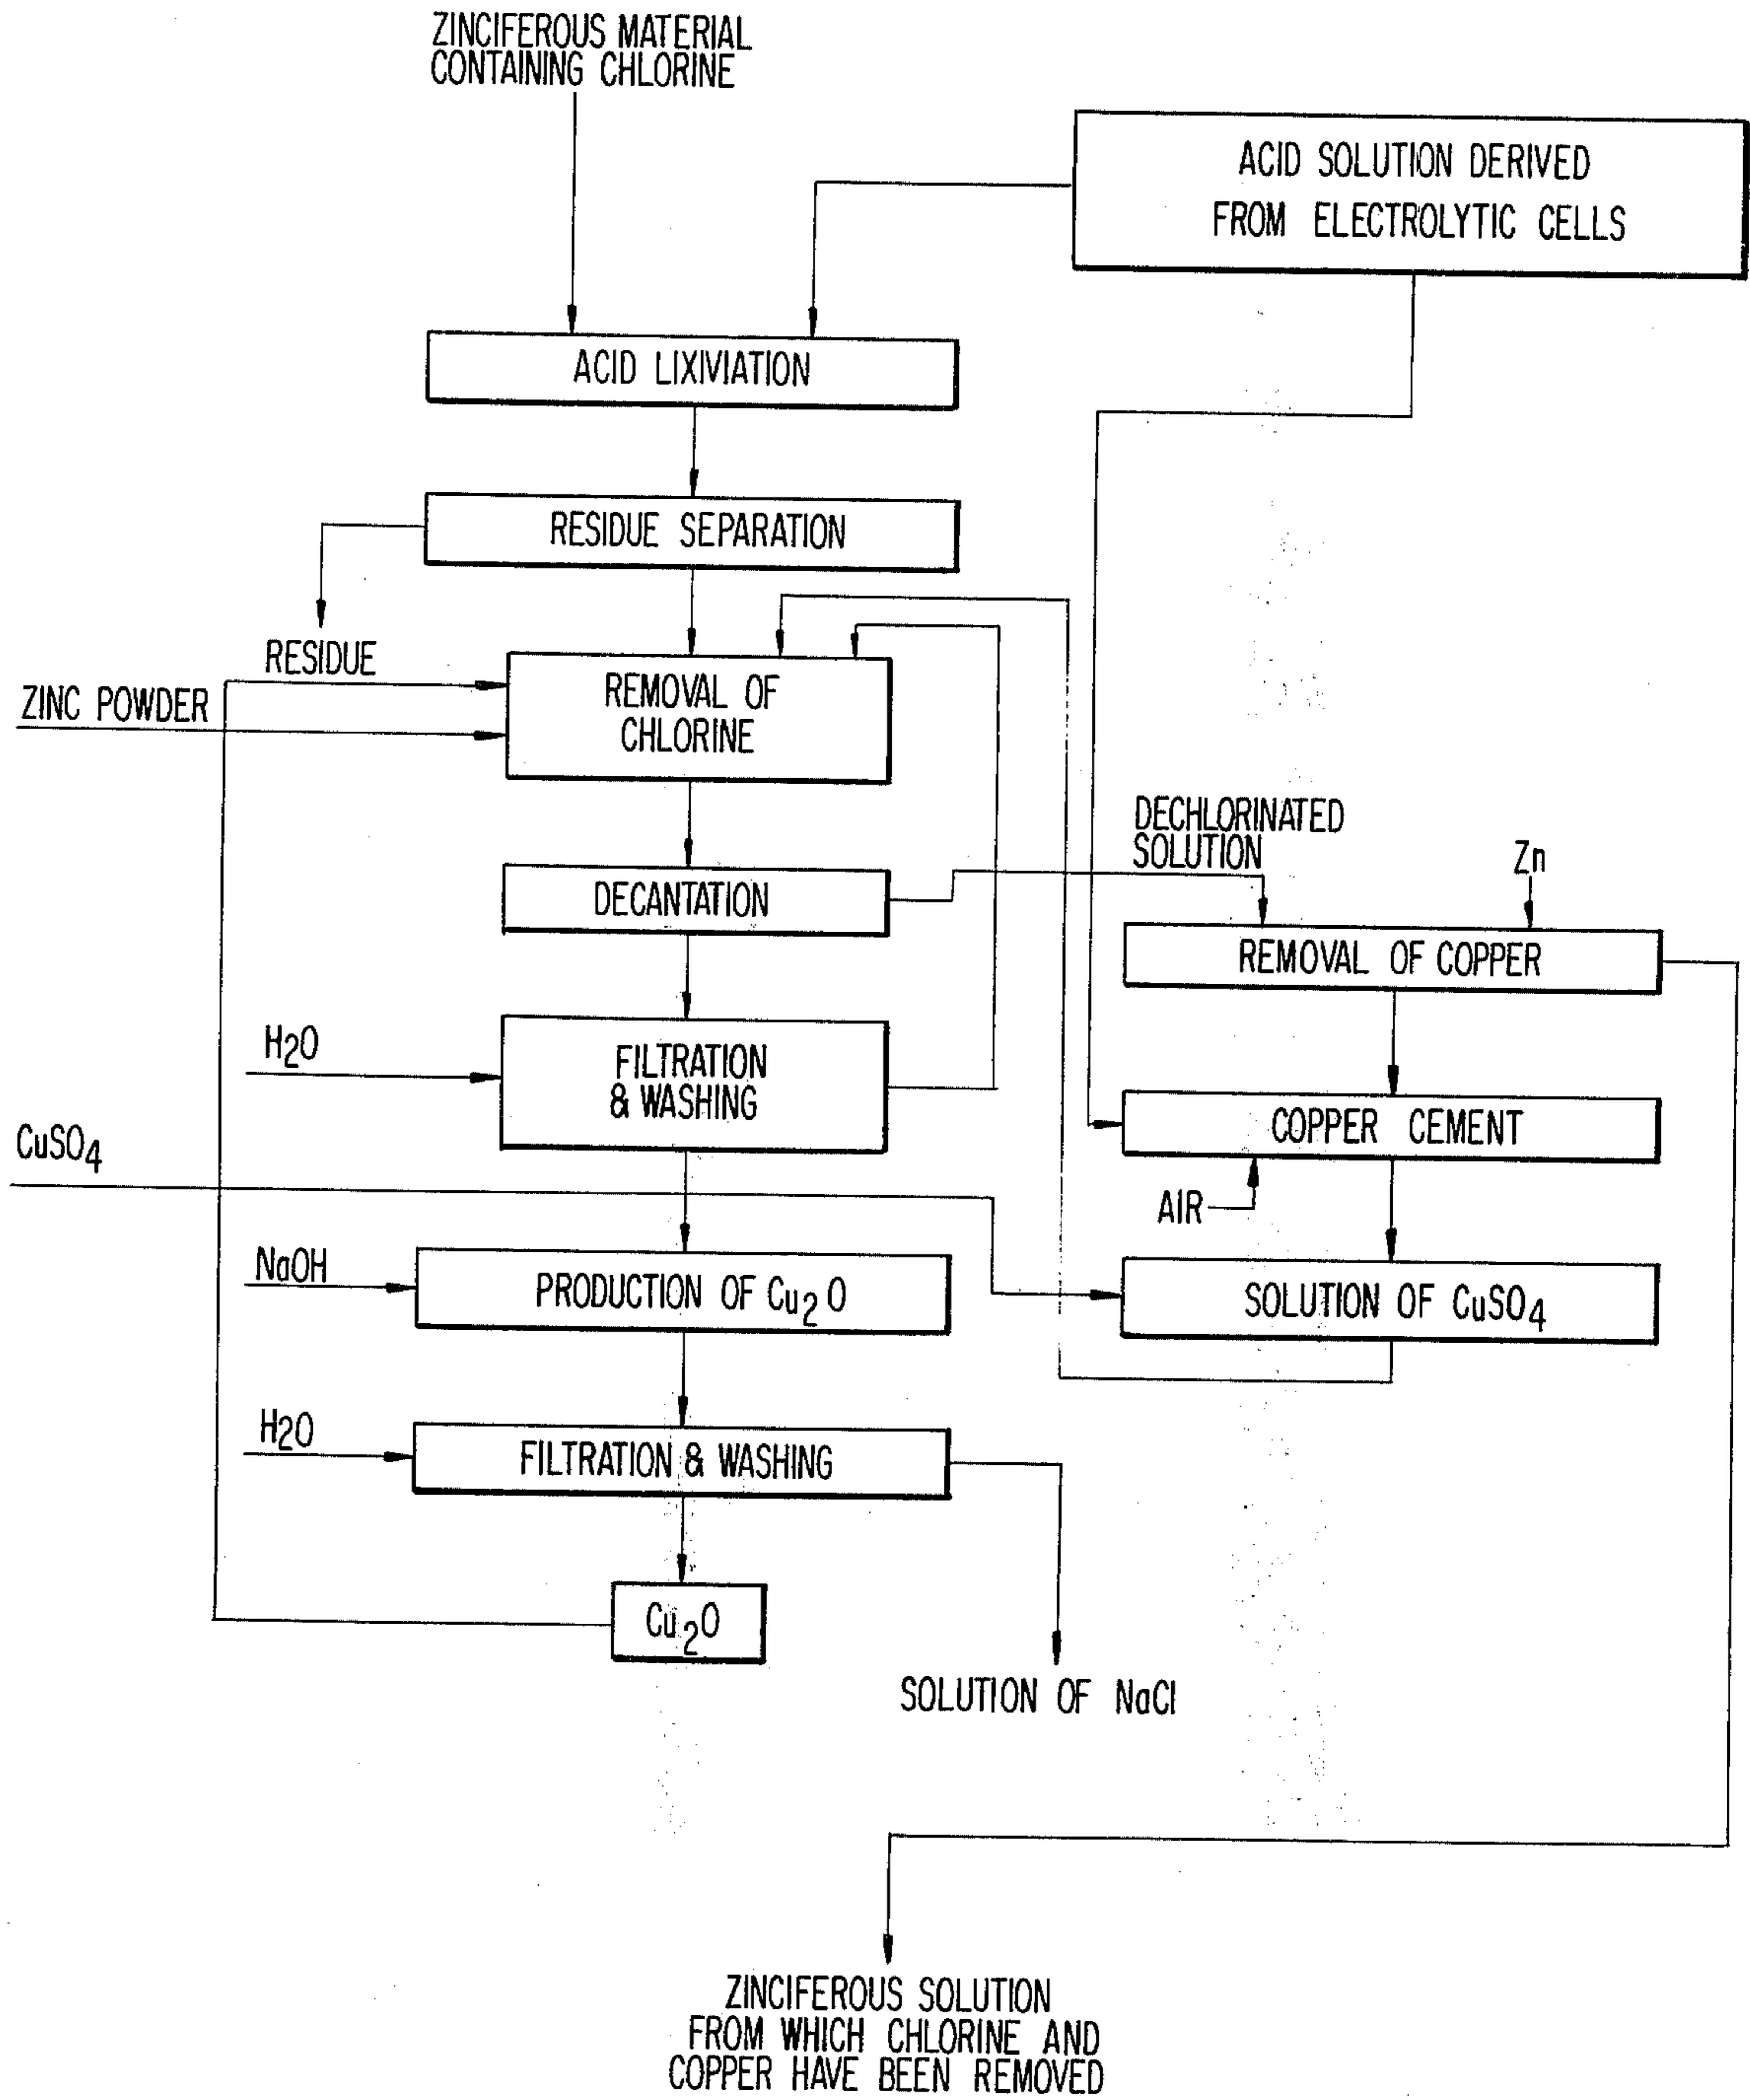 ZINCIFEROUS MATERIAL
CONTAINING CHLORINE
ACID SOLUTION DERIVED
FROM ELECTROLYTIC CELLS
ACID LIXIVIATION
RESIDUE SEPARATION
RESIDUE
ZINC POWDER
REMOVAL OF
CHLORINE
DECHLORINATED
SOLUTION
Zn
DECANTATION
REMOVAL OF COPPER
H2O
FILTRATION
& WASHING
COPPER CEMENT
CuSO4
AIR
NaOH
PRODUCTION OF Cu2O
SOLUTION OF CuSO4
H2O
FILTRATION & WASHING
Cu2O
SOLUTION OF NaCl
ZINCIFEROUS SOLUTION
FROM WHICH CHLORINE AND
COPPER HAVE BEEN REMOVED